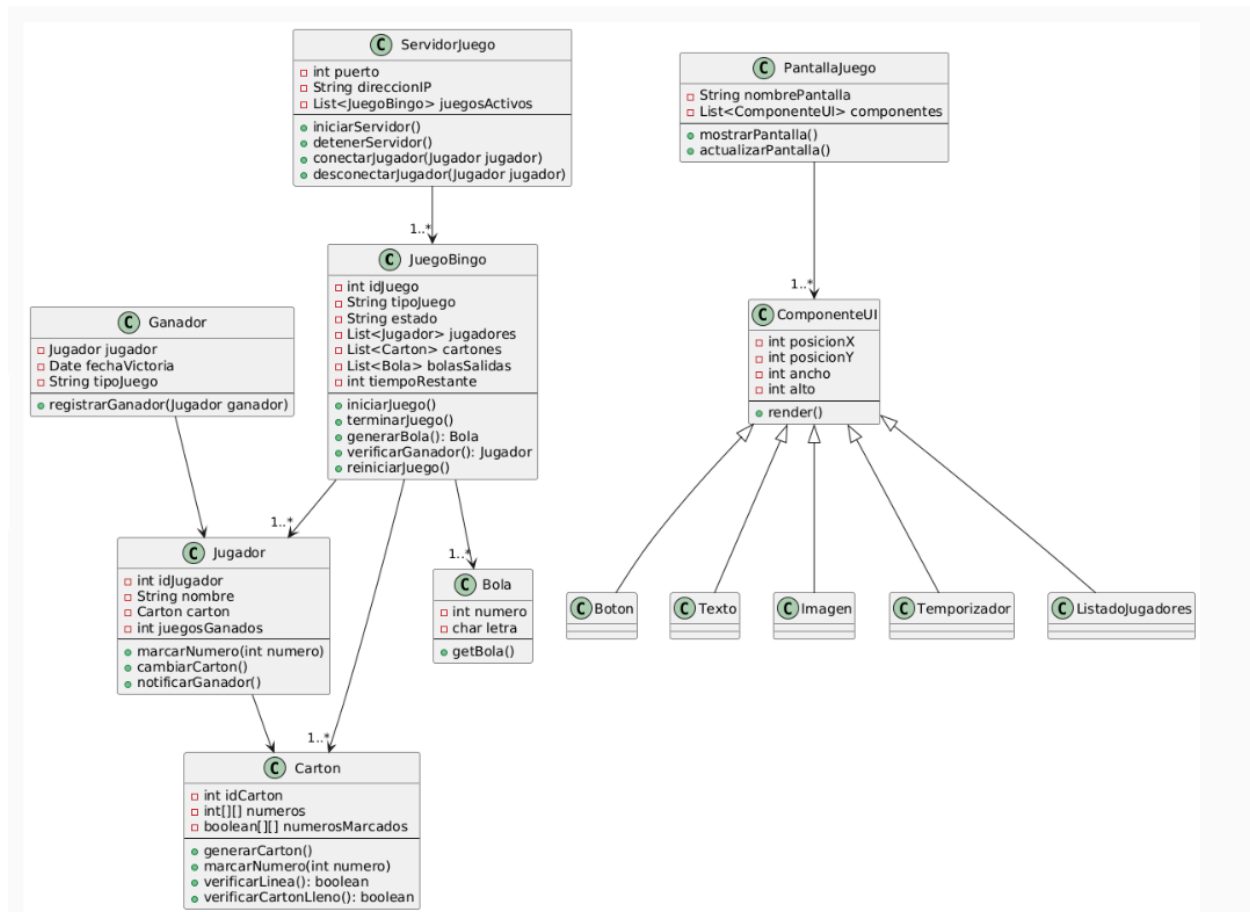 C ServidorJuego
int puerto
String direccionIP
List<JuegoBingo> juegosActivos
iniciarServidor()
detenerServidor()
conectarJugador(Jugador jugador)
desconectarJugador(Jugador jugador)
C PantallaJuego
String nombrePantalla
List<ComponenteUI> componentes
mostrarPantalla()
actualizarPantalla()
1..*
C JuegoBingo
int idJuego
String tipoJuego
String estado
List<Jugador> jugadores
List<Carton> cartones
List<Bola> bolasSalidas
int tiempoRestante
iniciarJuego()
terminarJuego()
generarBola(): Bola
verificarGanador(): Jugador
reiniciarJuego()
1..*
C ComponenteUI
int posicionX
int posicionY
int ancho
int alto
render()
C Ganador
Jugador jugador
Date fechaVictoria
String tipoJuego
registrarGanador(Jugador ganador)
1..*
C Jugador
int idJugador
String nombre
Carton carton
int juegosGanados
marcarNumero(int numero)
cambiarCarton()
notificarGanador()
1..*
C Bola
int numero
char letra
getBola()
C Boton
C Texto
C Imagen
C Temporizador
C ListadoJugadores
1..*
C Carton
int idCarton
int[][] numeros
boolean[][] numerosMarcados
generarCarton()
marcarNumero(int numero)
verificarLinea(): boolean
verificarCartonLleno(): boolean